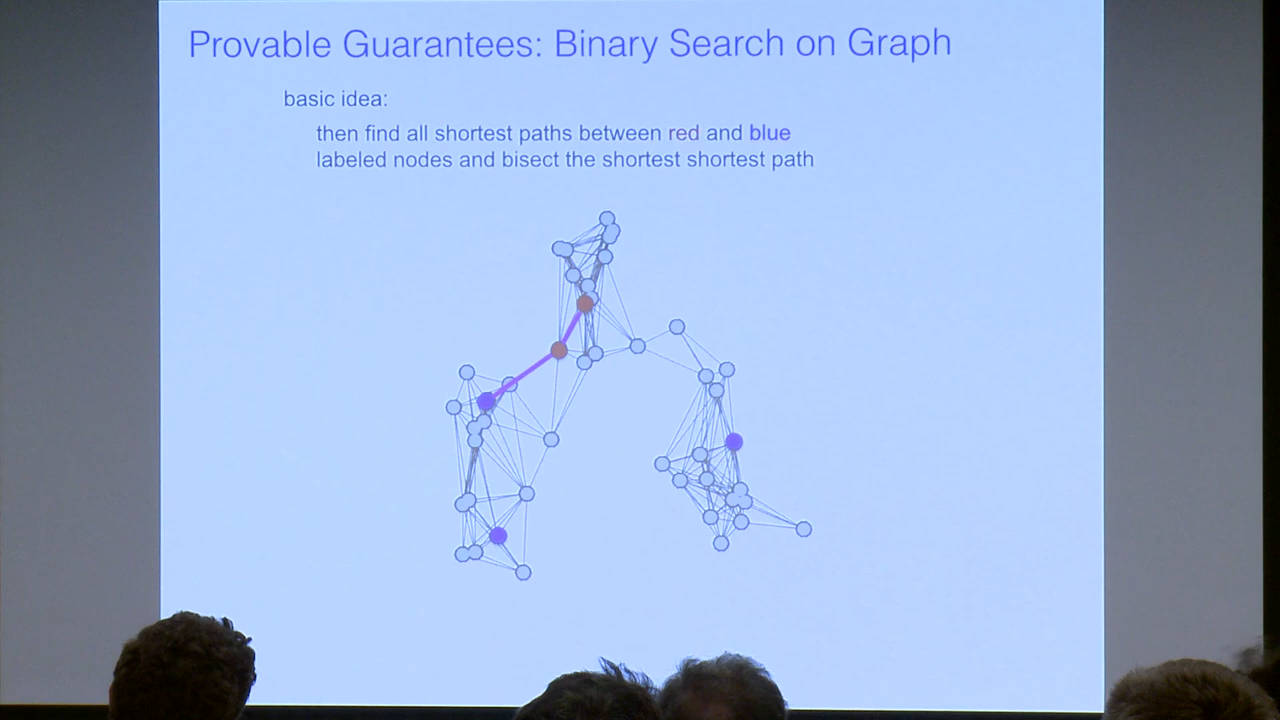 Provable Guarantees: Binary Search on Graph
basic idea:
then find all shortest paths between red and blue
labeled nodes and bisect the shortest shortest path